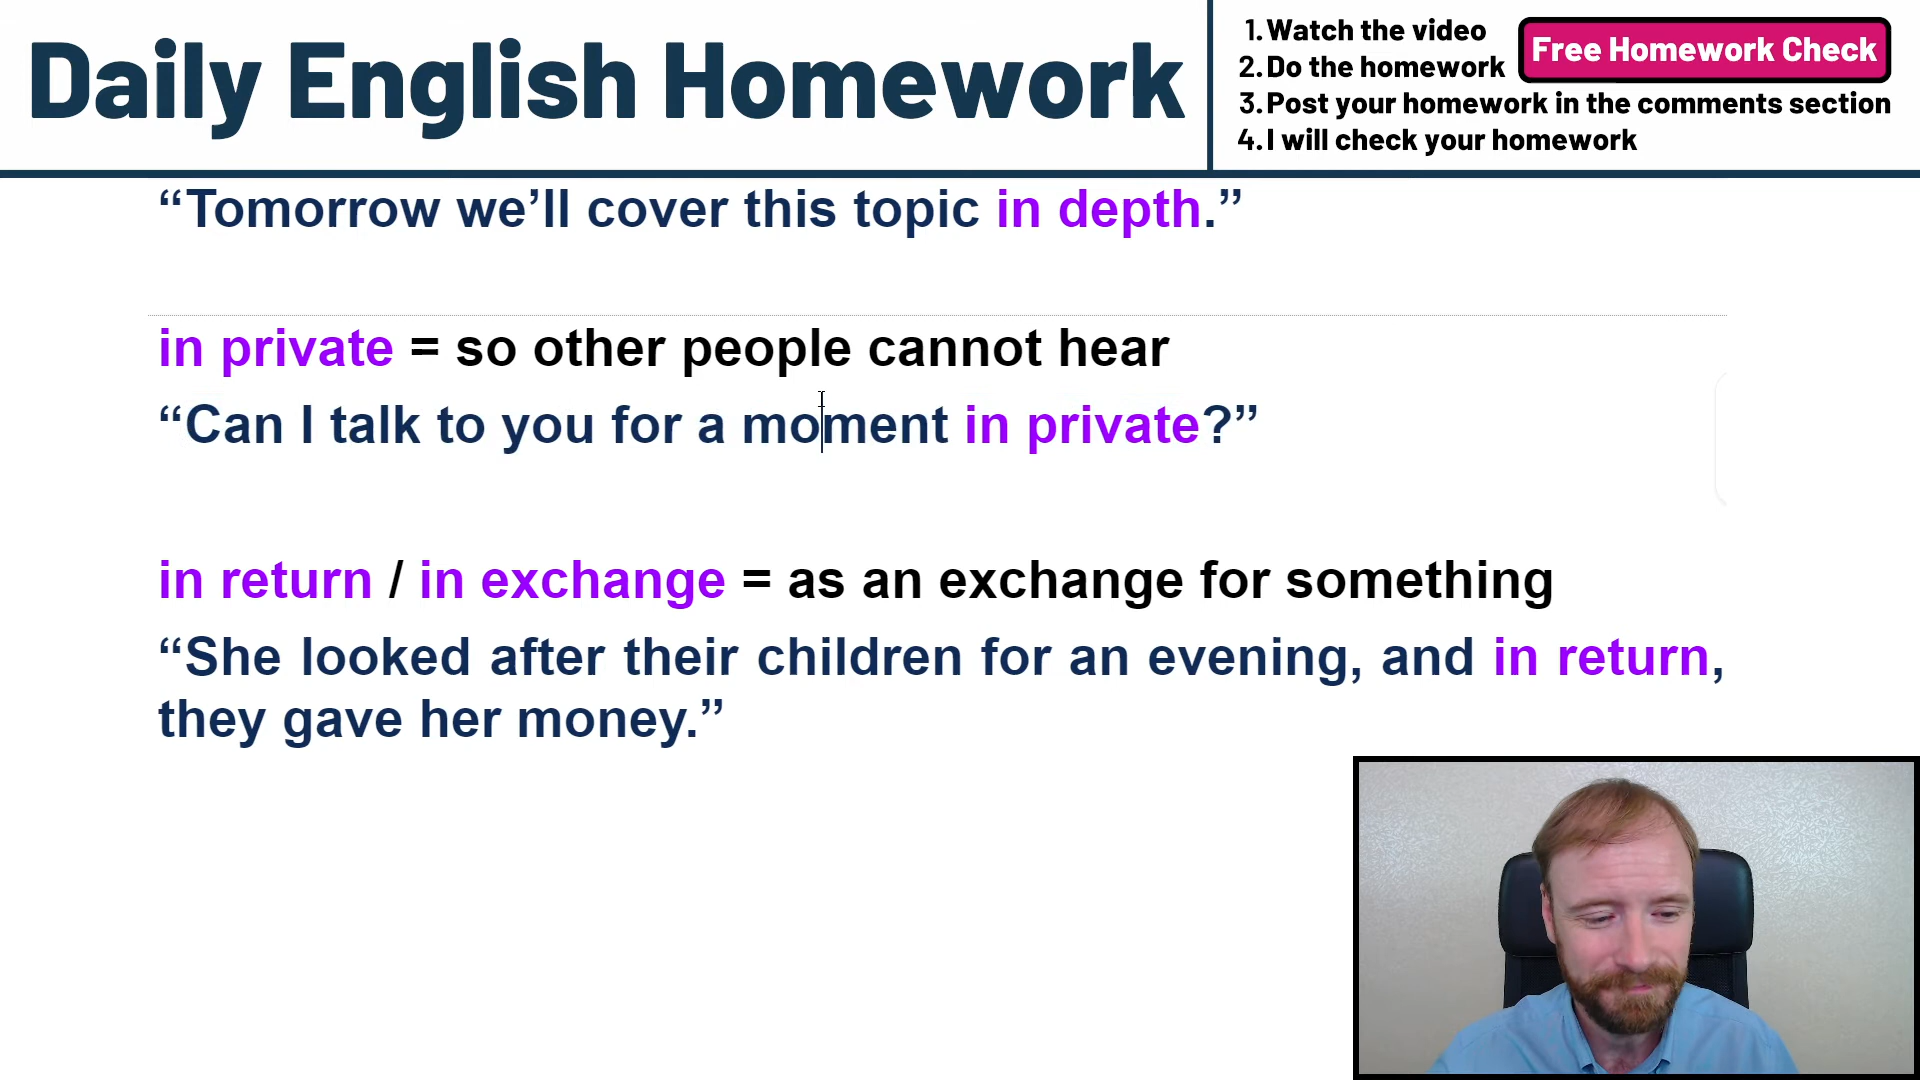 Daily English Homework
1. Watch the video
2. Do the homework
Free Homework Check
3. Post your homework in the comments section
4. I will check your homework
“Tomorrow we’ll cover this topic in depth.”
in private = so other people cannot hear
“Can I talk to you for a moment in private?”
in return / in exchange = as an exchange for something
“She looked after their children for an evening, and in return,
they gave her money.”